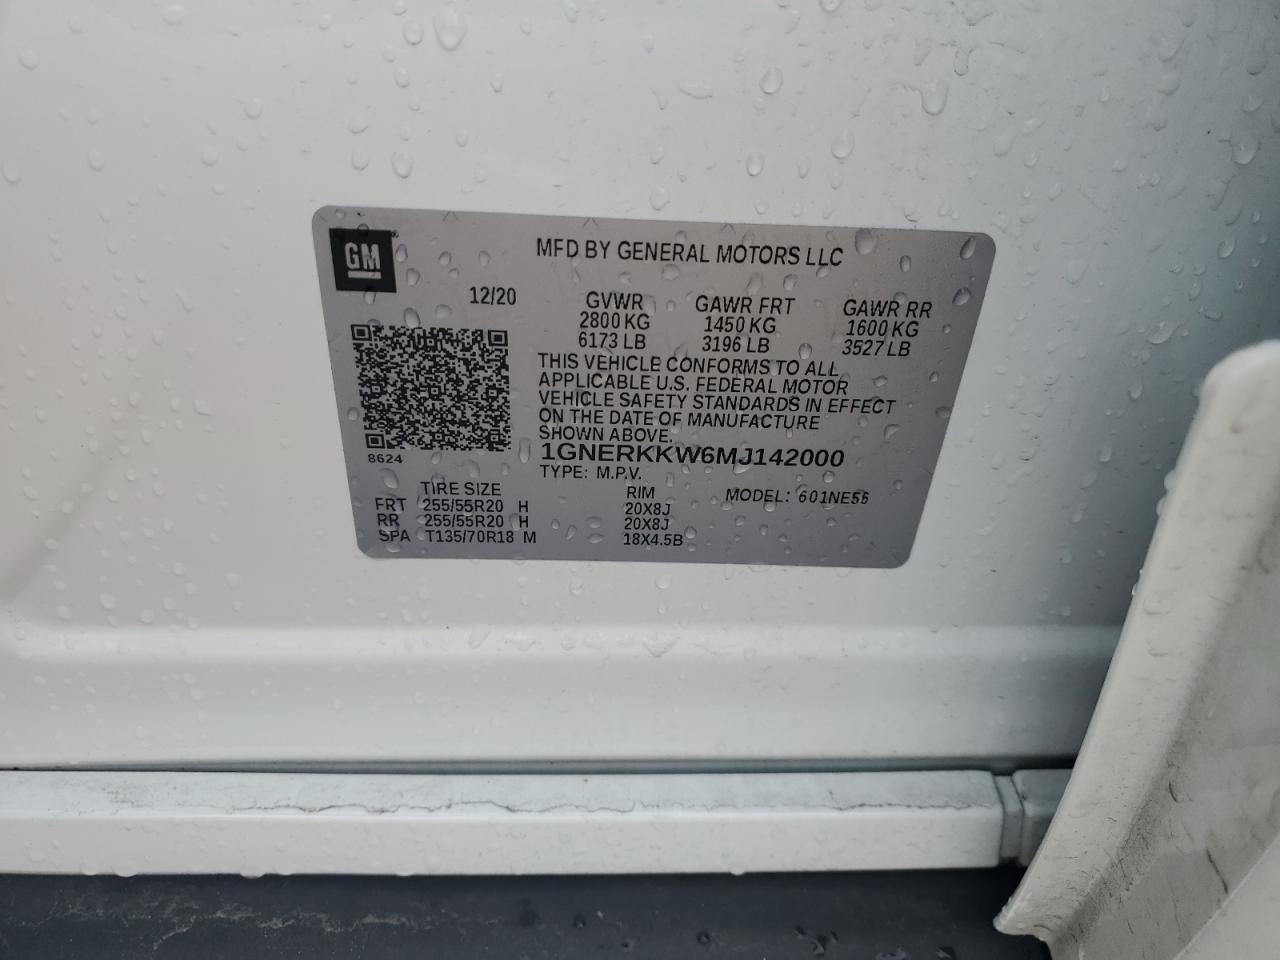 GM
MFD BY GENERAL MOTORS LLC
12/20
GVWR GAWR FRT GAWR RR
2800 KG 1450 KG 1600 KG
6173 LB 3196 LB 3527 LB
THIS VEHICLE CONFORMS TO ALL
APPLICABLE U.S. FEDERAL MOTOR
VEHICLE SAFETY STANDARDS IN EFFECT
ON THE DATE OF MANUFACTURE
SHOWN ABOVE.
8624
1GNERKKW6MJ142000
TYPE: M.P.V.
TIRE SIZE RIM MODEL: 601NE56
FRT 255/55R20 H 20X8J
RR 255/55R20 H 20X8J
SPA T135/70R18 M 18X4.5B